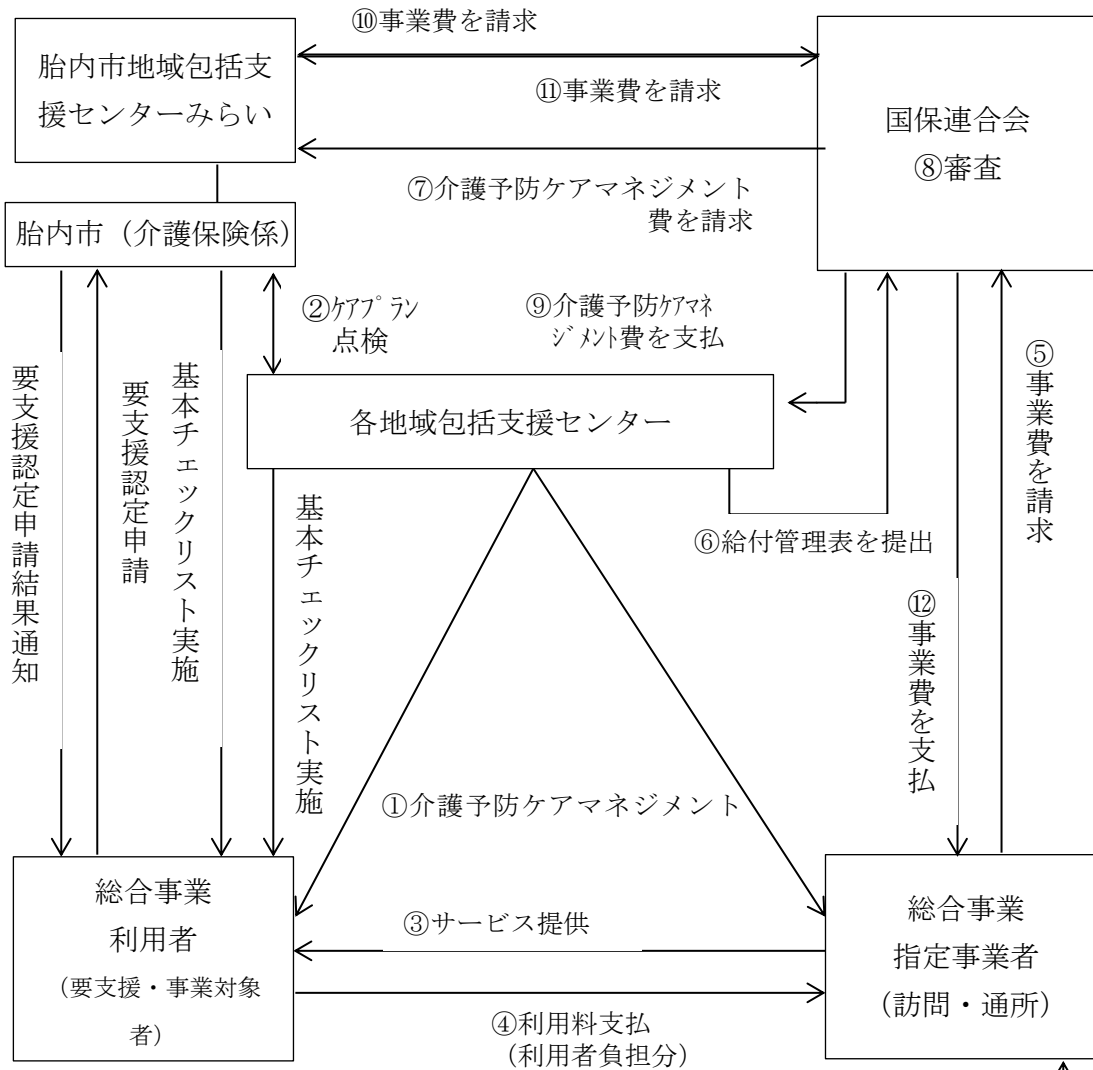 ⑩事業費を請求
胎内市地域包括支
援センターみらい
⑪事業費を請求
国保連合会
⑧審査
⑦介護予防ケアマネジメント
費を請求
胎内市（介護保険係）
②ｹｱﾌﾟﾗﾝ
点検
⑨介護予防ｹｱﾏﾈ
ｼﾞﾒﾝﾄ費を支払
要支援認定申請結果通知
要支援認定申請
基本チェックリスト実施
各地域包括支援センター
⑤事業費を請求
基本チェックリスト実施
⑥給付管理表を提出
⑫事業費を支払
①介護予防ケアマネジメント
総合事業
利用者
（要支援・事業対象
者）
③サービス提供
総合事業
指定事業者
（訪問・通所）
④利用料支払
（利用者負担分）